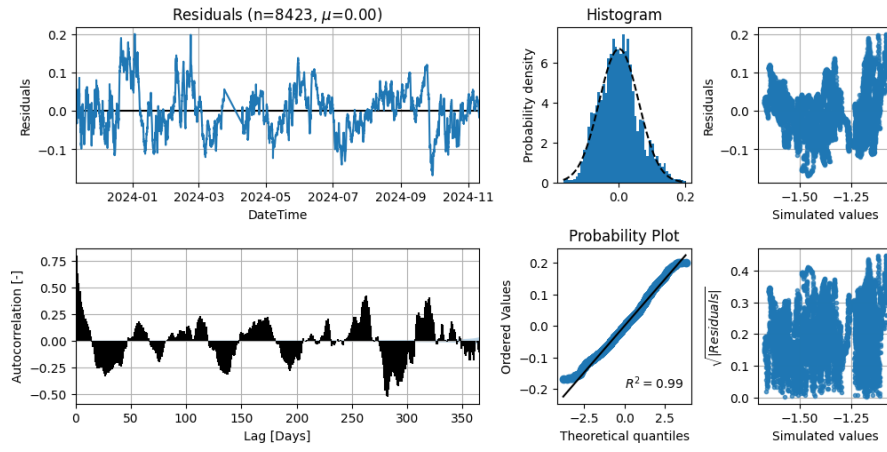 Residuals (n=8423, μ=0.00)
Residuals
0.2
0.1
0.0
−0.1
2024-01 2024-03 2024-05 2024-07 2024-09 2024-11
DateTime
Histogram
Probability density
6
4
2
0
0.0 0.2
Residuals
0.2
0.1
0.0
−0.1
−1.50 −1.25
Simulated values
Autocorrelation [-]
0.75
0.50
0.25
0.00
−0.25
−0.50
0 50 100 150 200 250 300 350
Lag [Days]
Probability Plot
Ordered Values
0.2
0.1
0.0
−0.1
−0.2
R² = 0.99
−2.5 0.0 2.5
Theoretical quantiles
√|Residuals|
0.4
0.3
0.2
0.1
0.0
−1.50 −1.25
Simulated values